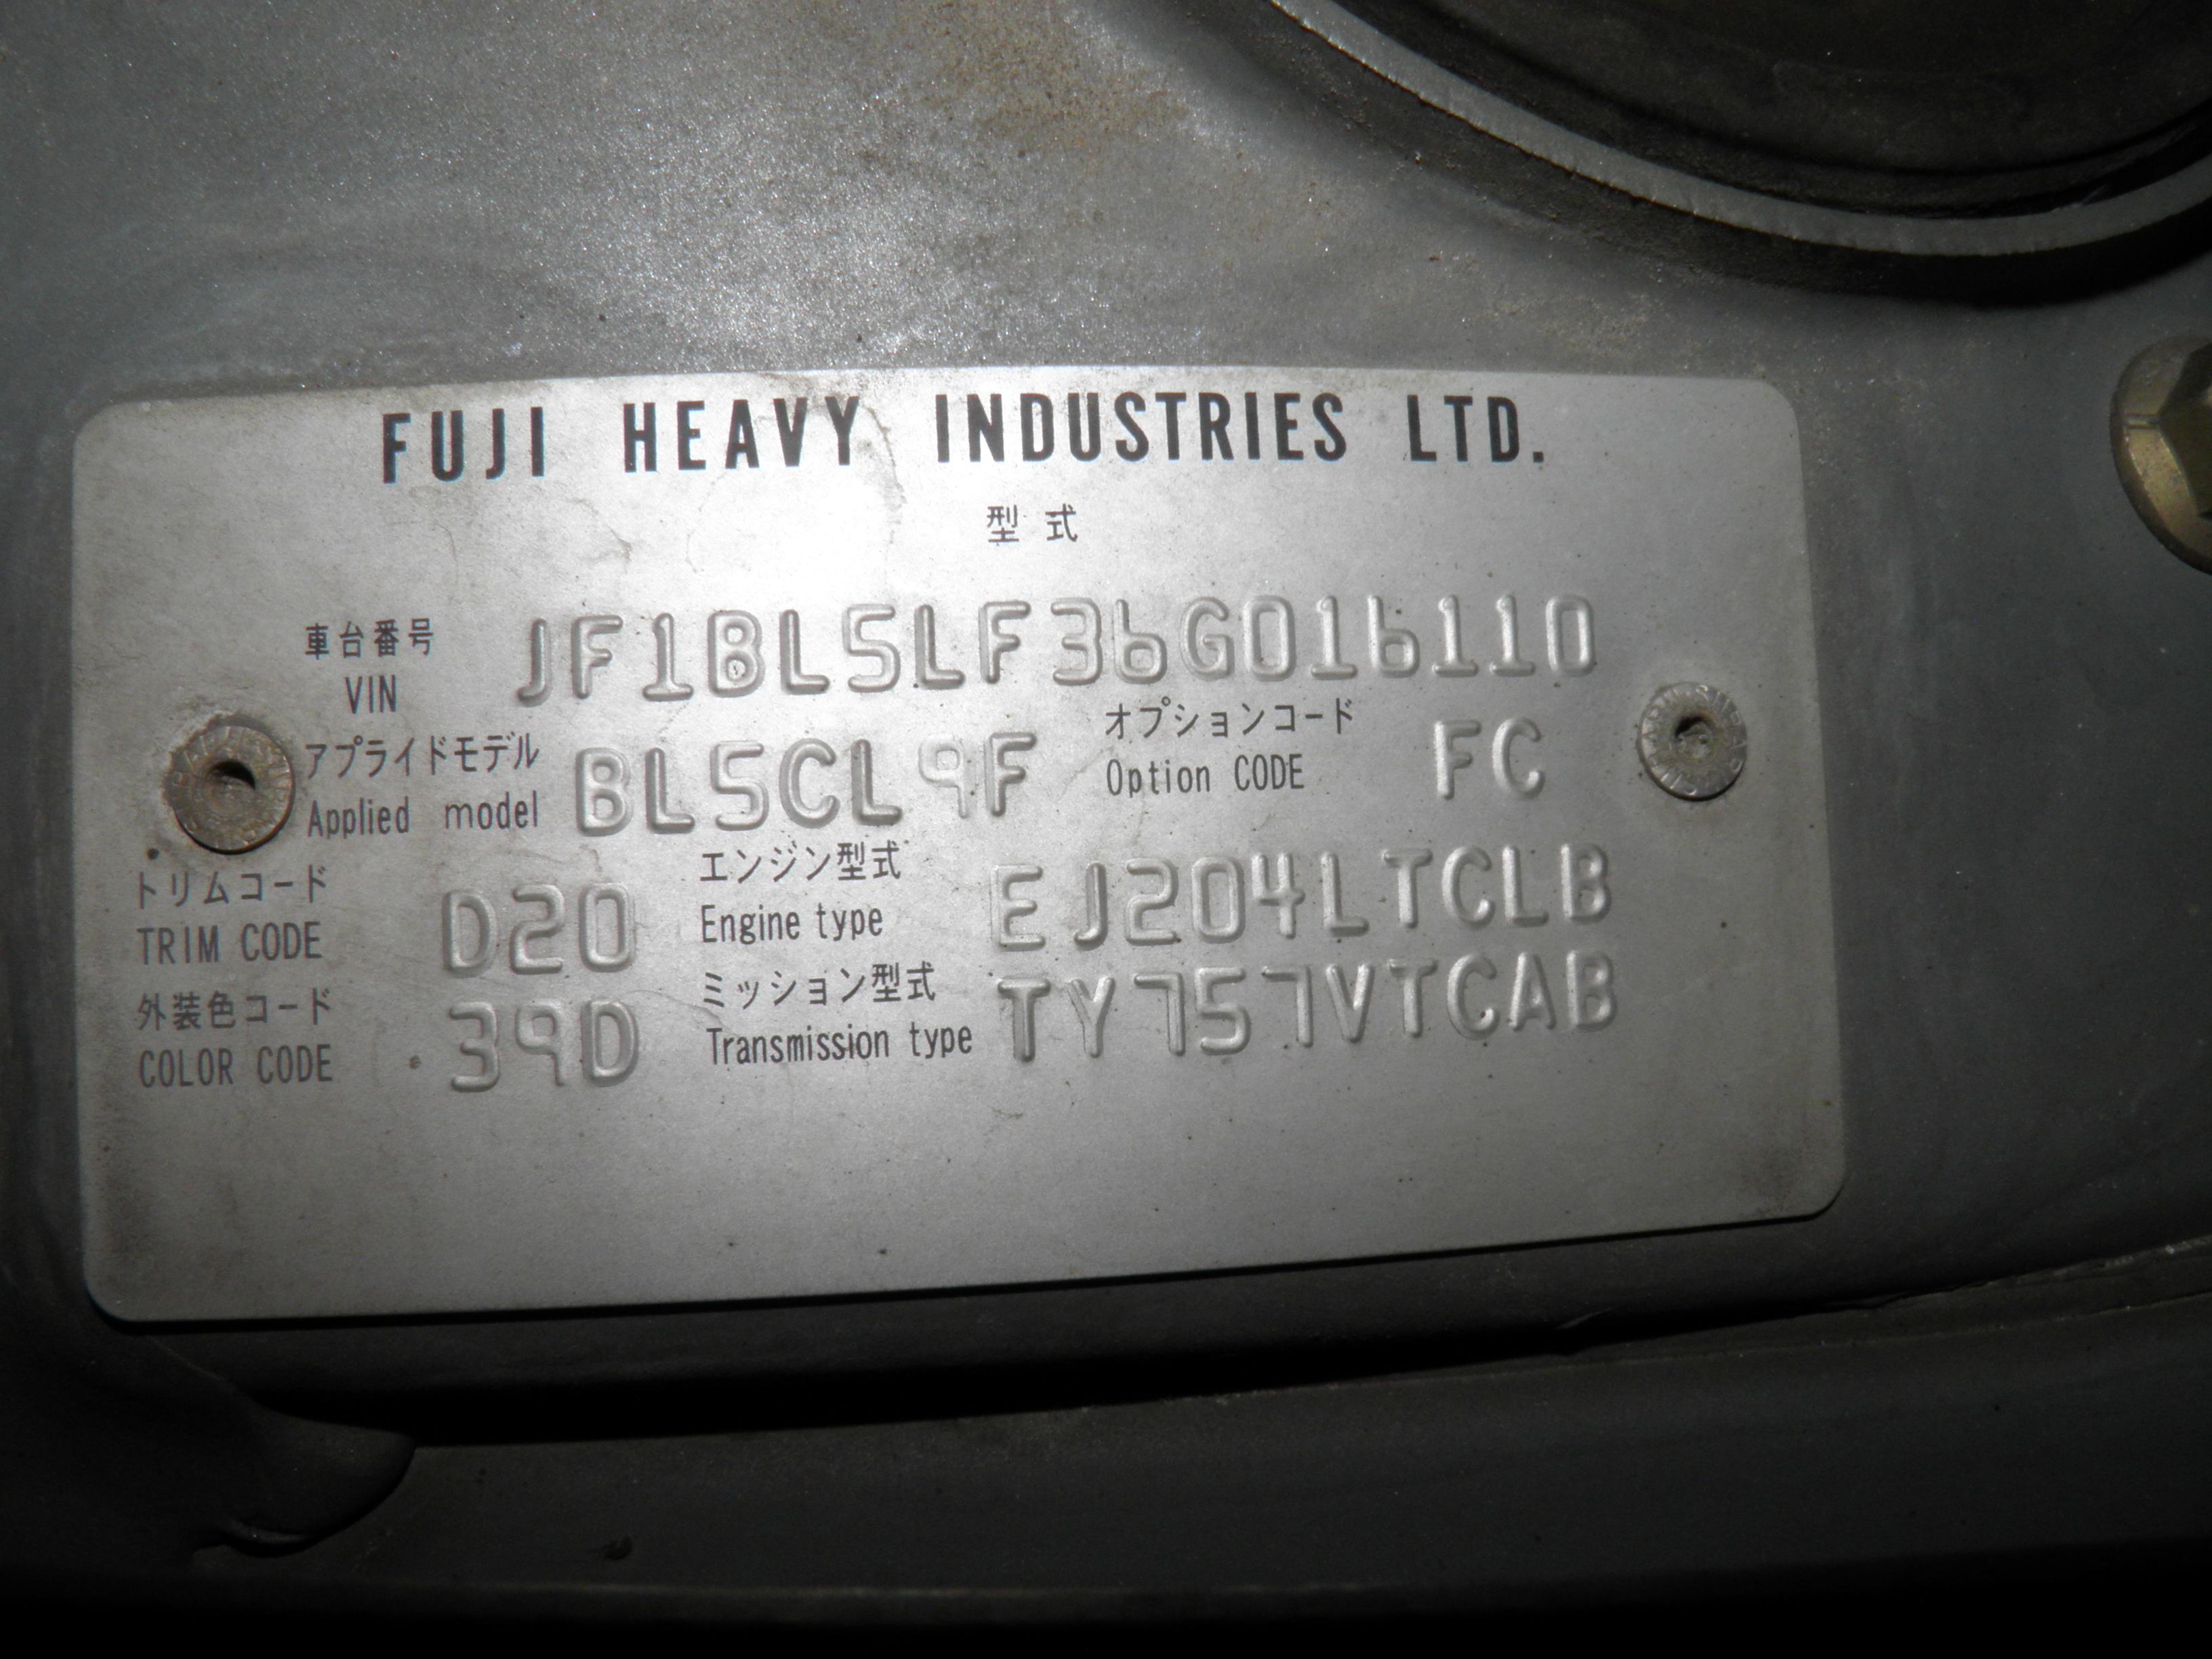 FUJI HEAVY INDUSTRIES LTD.
型式
車台番号
VIN JF1BL5LF36G016110
アプライドモデル
Applied model BL5CL9F
オプションコード
Option CODE FC
トリムコード
TRIM CODE D20
エンジン型式
Engine type EJ204LTCLB
外装色コード
COLOR CODE 39D
ミッション型式
Transmission type TY757VTCAB